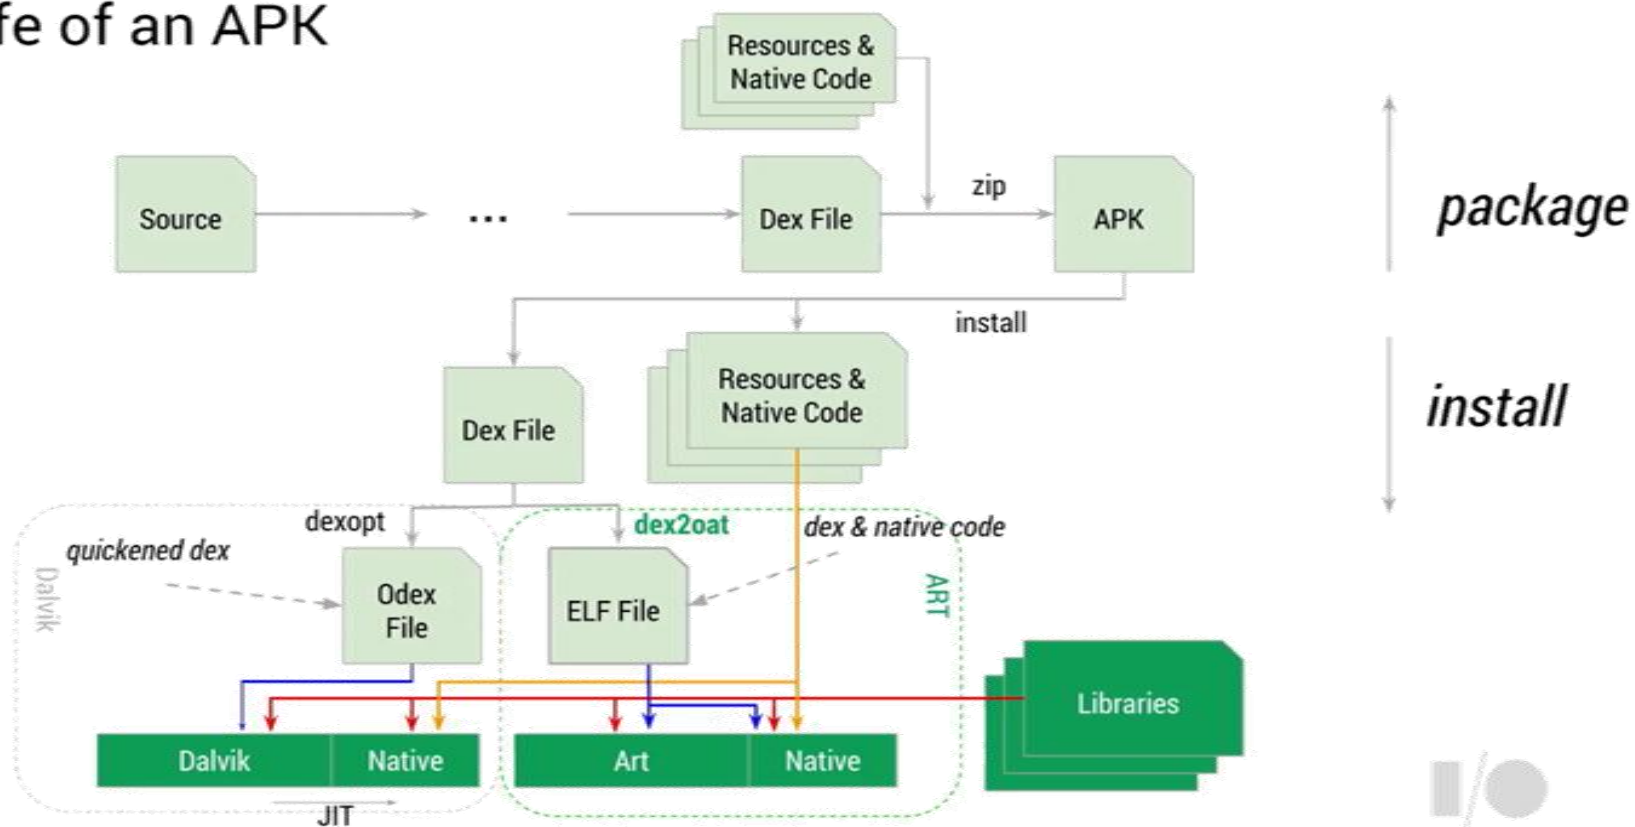 fe of an APK
Resources &
Native Code
Source
...
Dex File
zip
APK
package
install
Dex File
Resources &
Native Code
install
dexopt
dex2oat
dex & native code
quickened dex
Dalvik
Odex
File
ELF File
ART
Libraries
Dalvik
Native
Art
Native
JIT
I/O